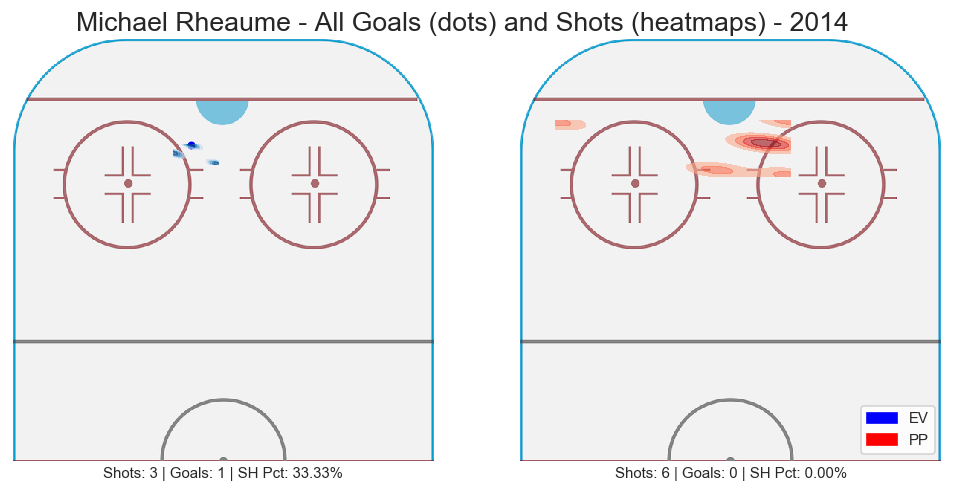 Michael Rheaume - All Goals (dots) and Shots (heatmaps) - 2014
EV
PP
Shots: 3 | Goals: 1 | SH Pct: 33.33%
Shots: 6 | Goals: 0 | SH Pct: 0.00%